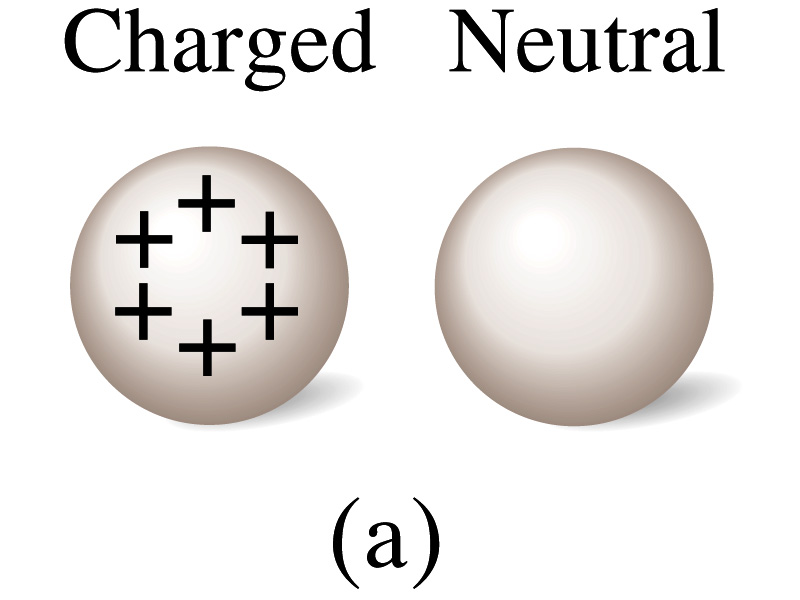 Charged Neutral
+
+ +
+ +
+
(a)